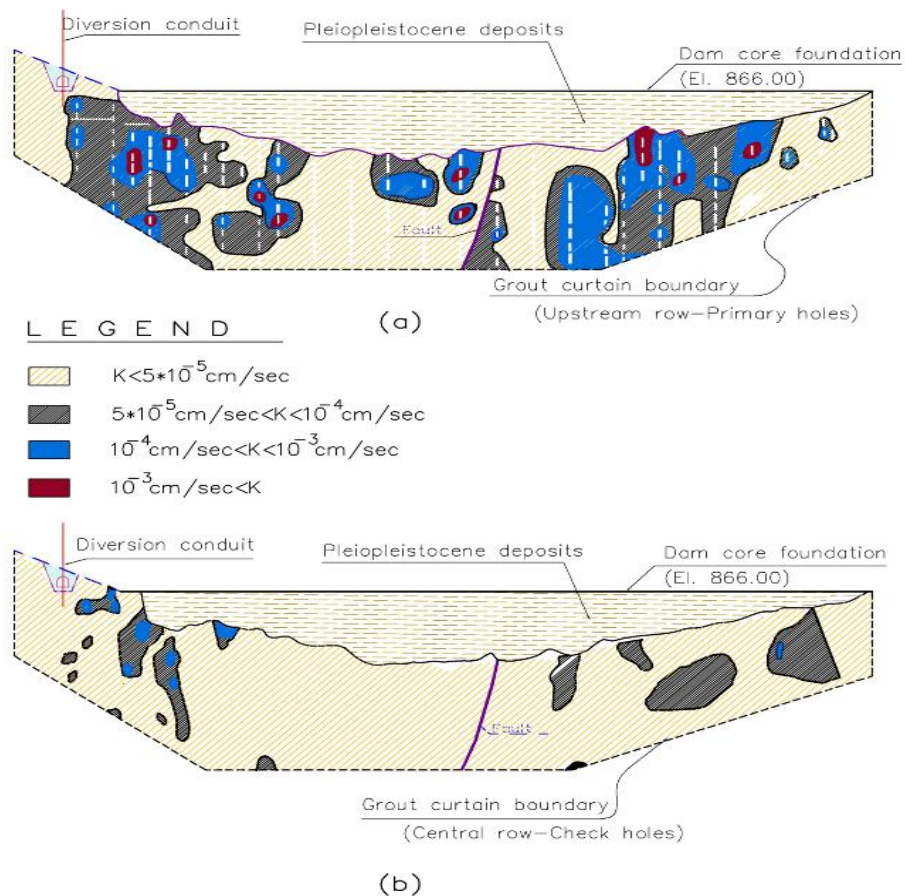 Diversion conduit
Pleiopleistocene deposits
Dam core foundation
(El. 866.00)
Fault
Grout curtain boundary
(Upstream row-Primary holes)
(a)
LEGEND
K<5*10⁻⁵cm/sec
5*10⁻⁵cm/sec<K<10⁻⁴cm/sec
10⁻⁴cm/sec<K<10⁻³cm/sec
10⁻³cm/sec<K
Diversion conduit
Pleiopleistocene deposits
Dam core foundation
(El. 866.00)
Fault
Grout curtain boundary
(Central row-Check holes)
(b)